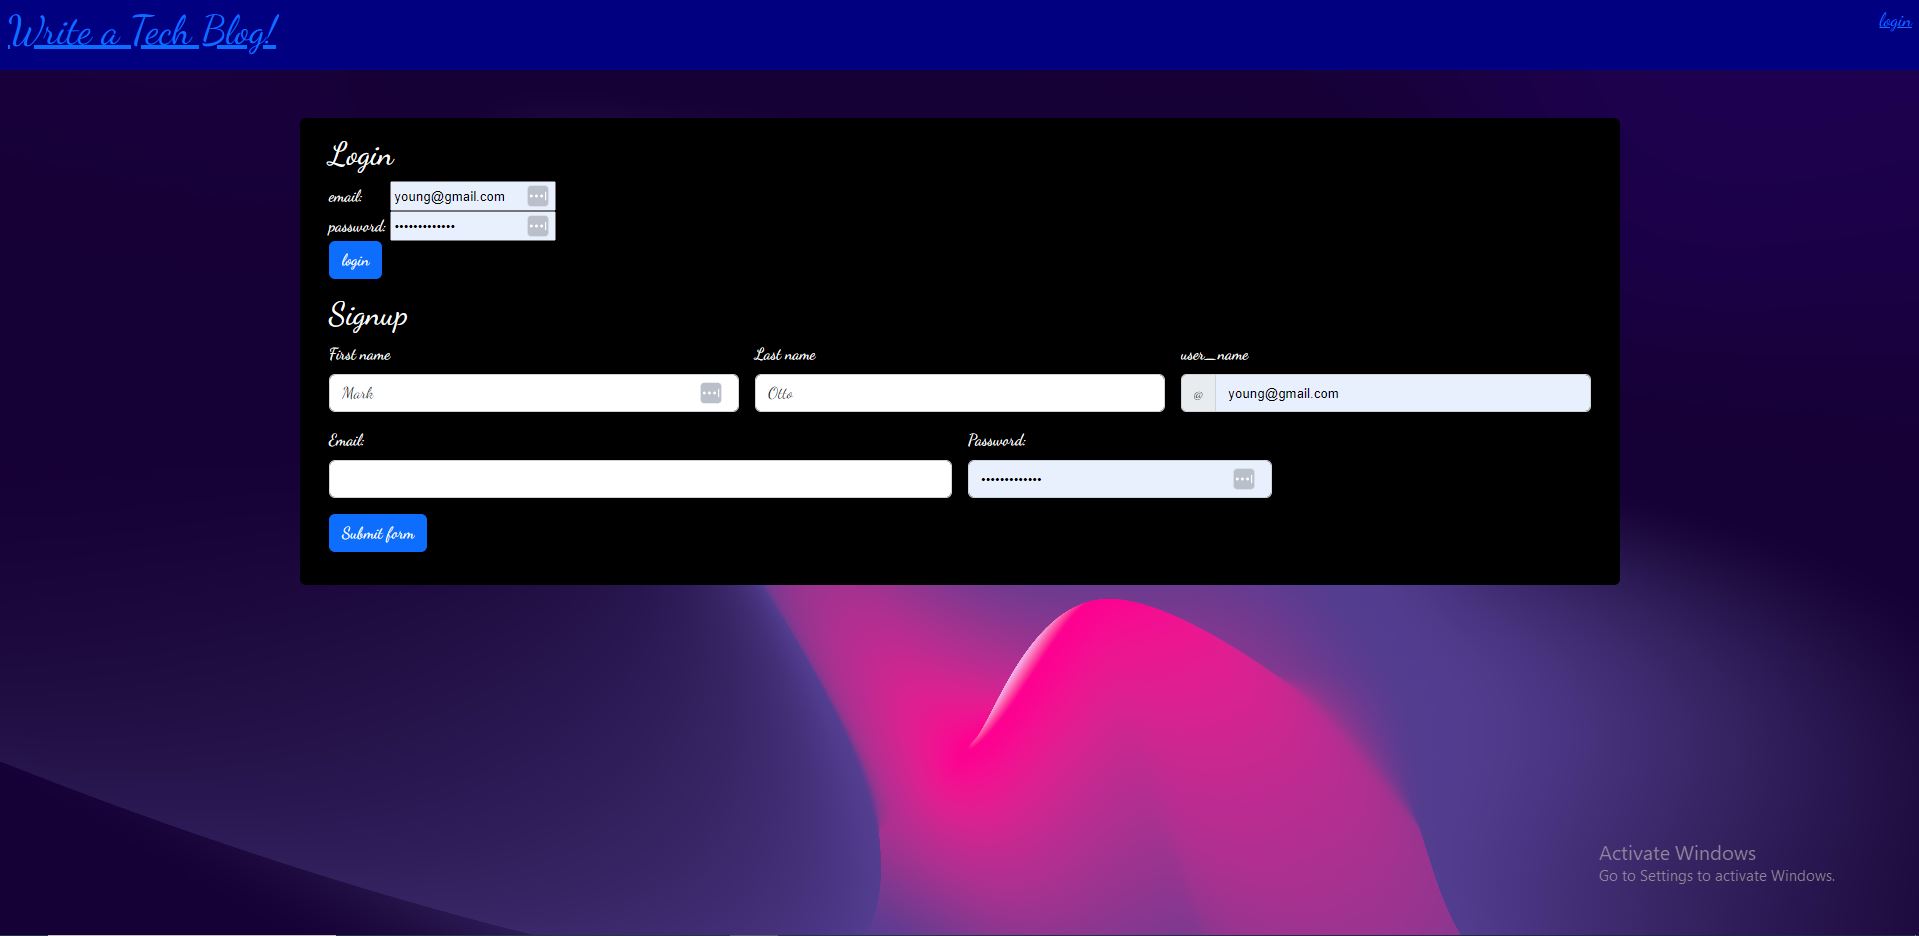 Write a Tech Blog!
login
Login
email: young@gmail.com
password: •••••••••••••
login
Signup
First name Last name user_name
Mark Otto @ young@gmail.com
Email: Password:
•••••••••••••
Submit form
Activate Windows
Go to Settings to activate Windows.